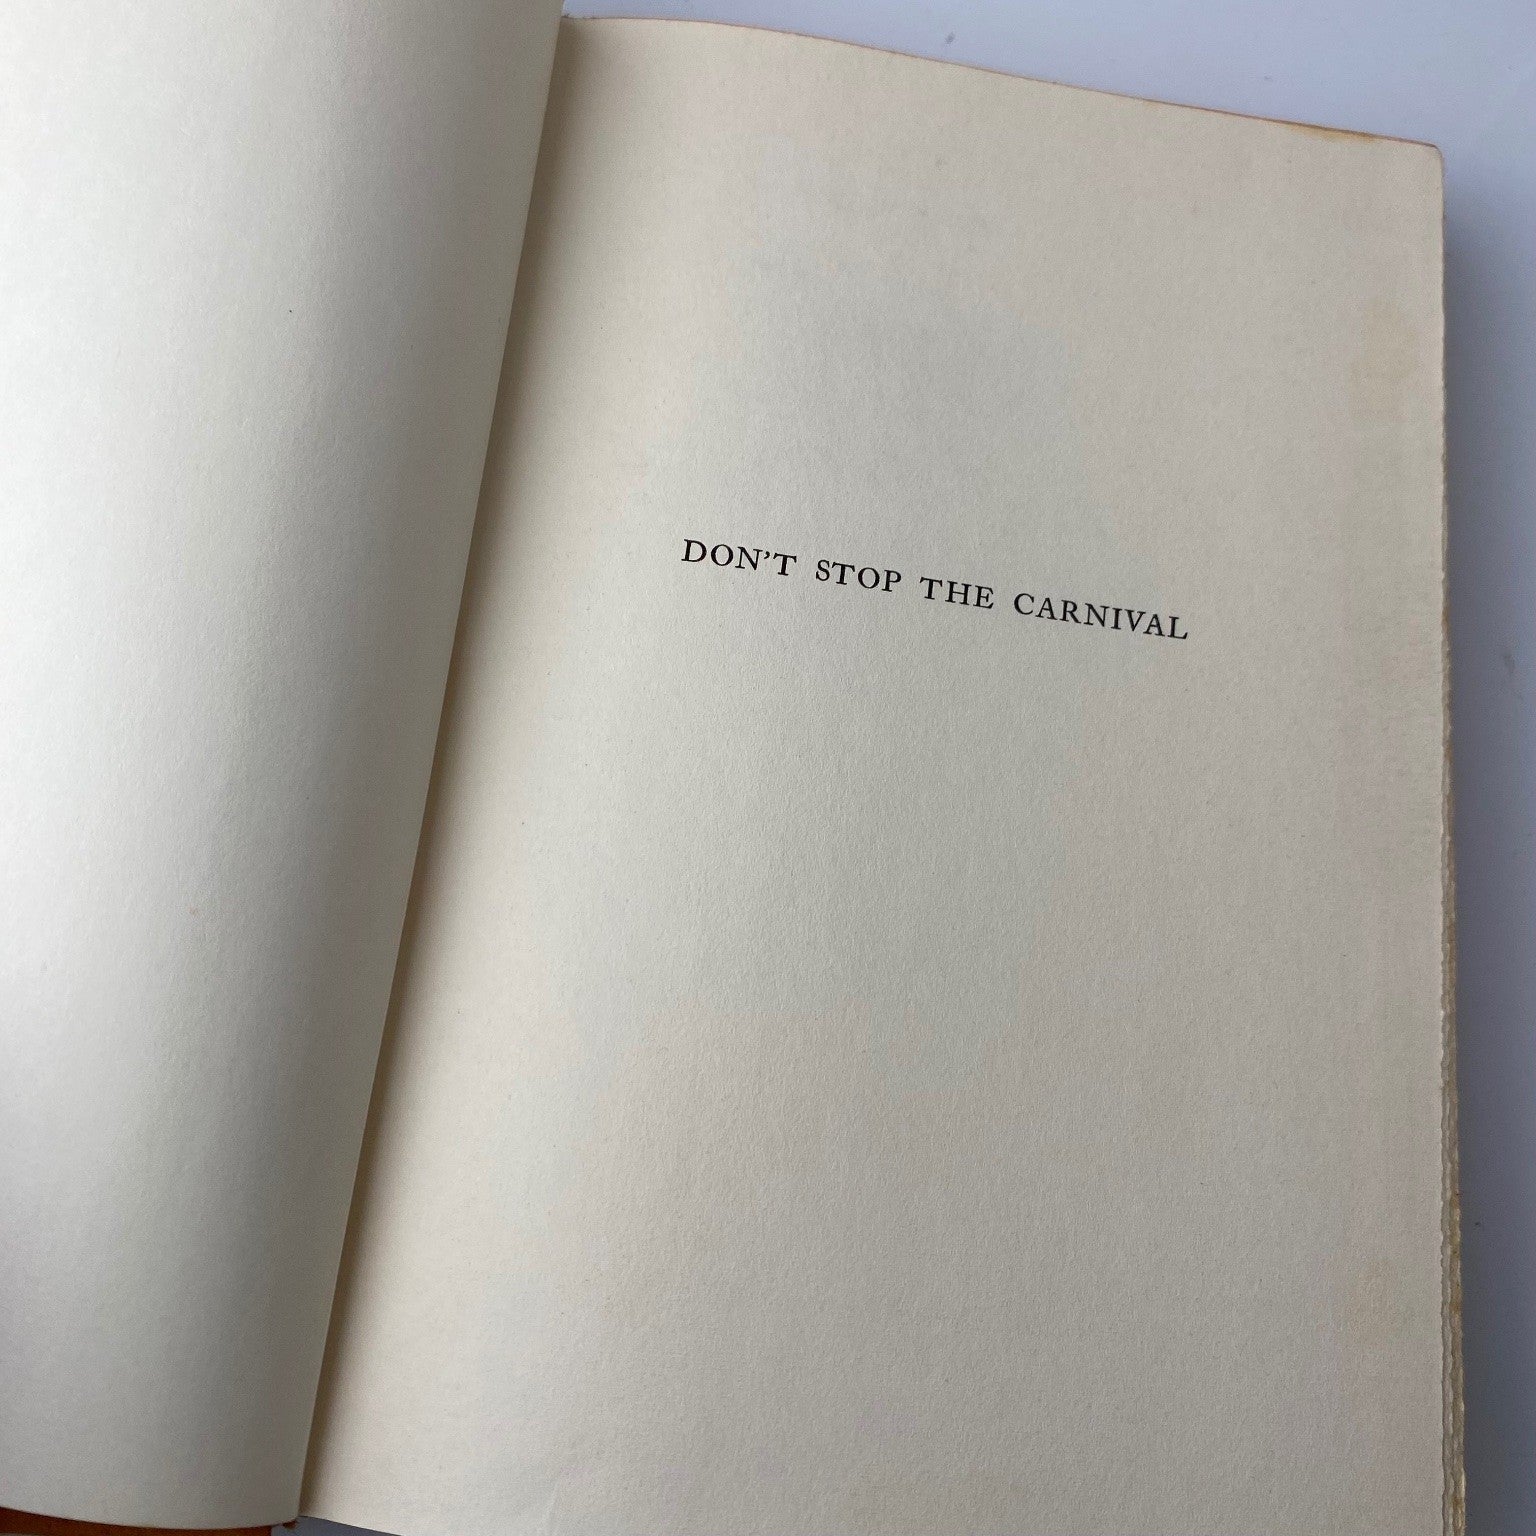 DON'T STOP THE CARNIVAL